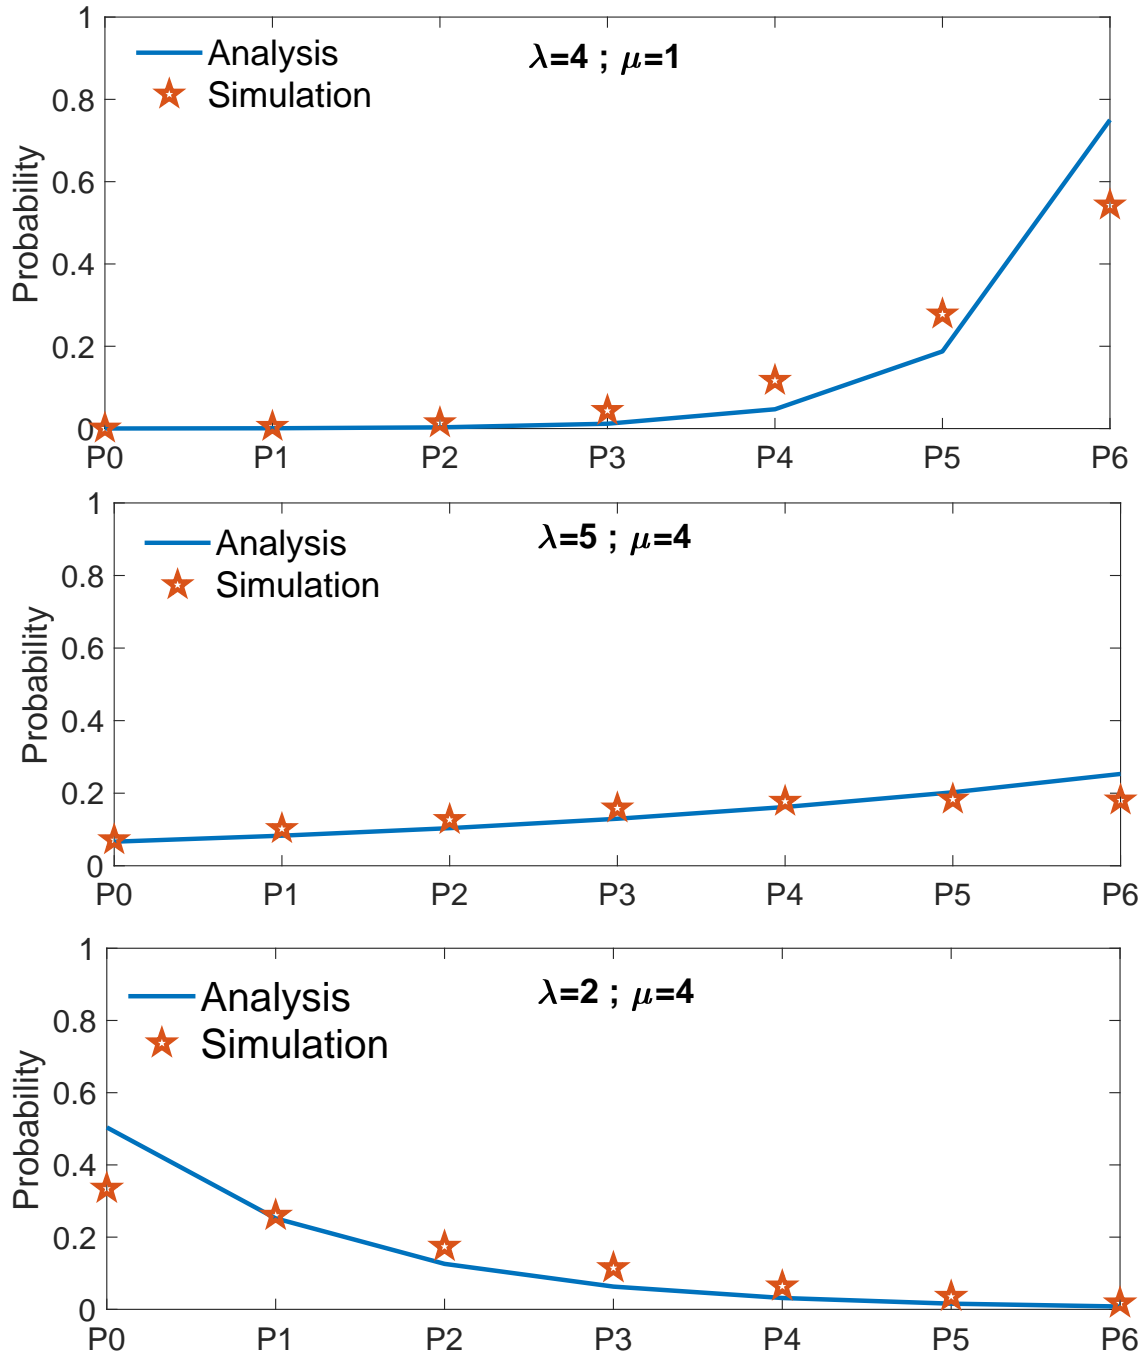 1
Analysis
λ=4 ; μ=1
Simulation
0.8
0.6
0.4
0.2
0
Probability
P0 P1 P2 P3 P4 P5 P6
1
Analysis
λ=5 ; μ=4
Simulation
0.8
0.6
0.4
0.2
0
Probability
P0 P1 P2 P3 P4 P5 P6
1
Analysis
λ=2 ; μ=4
Simulation
0.8
0.6
0.4
0.2
0
Probability
P0 P1 P2 P3 P4 P5 P6